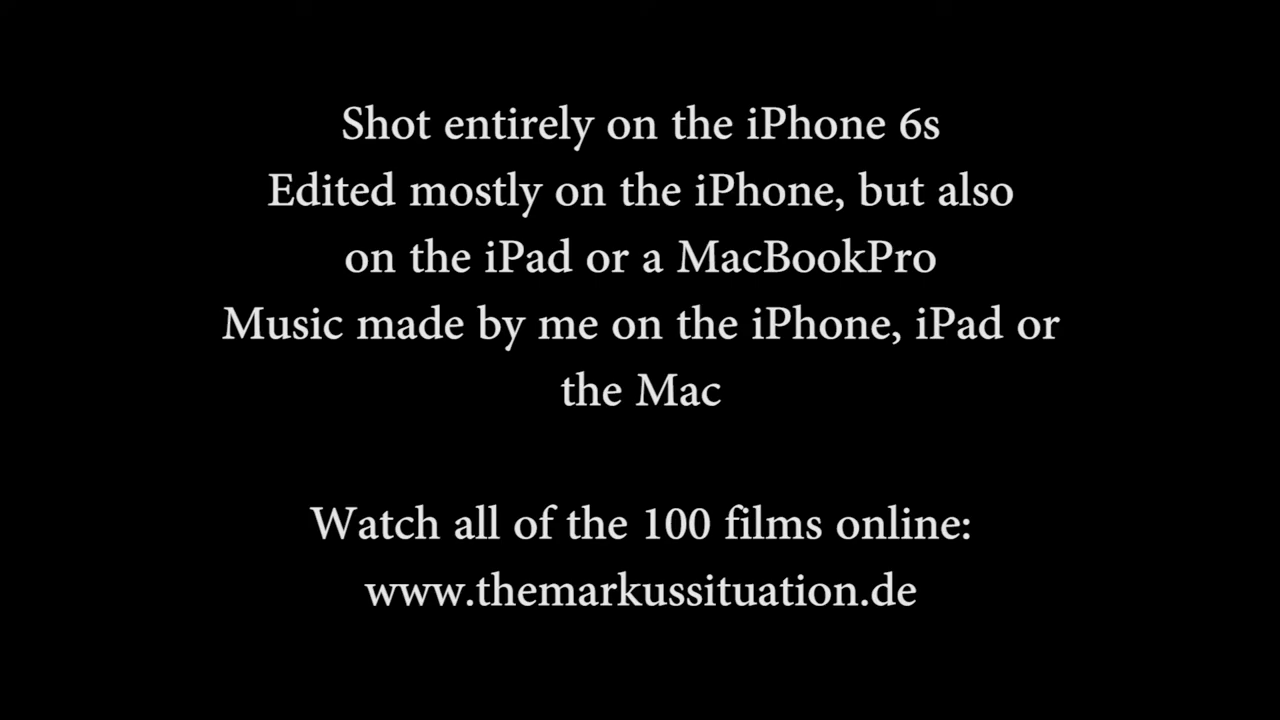 Shot entirely on the iPhone 6s
Edited mostly on the iPhone, but also
on the iPad or a MacBookPro
Music made by me on the iPhone, iPad or
the Mac
Watch all of the 100 films online:
www.themarkussituation.de